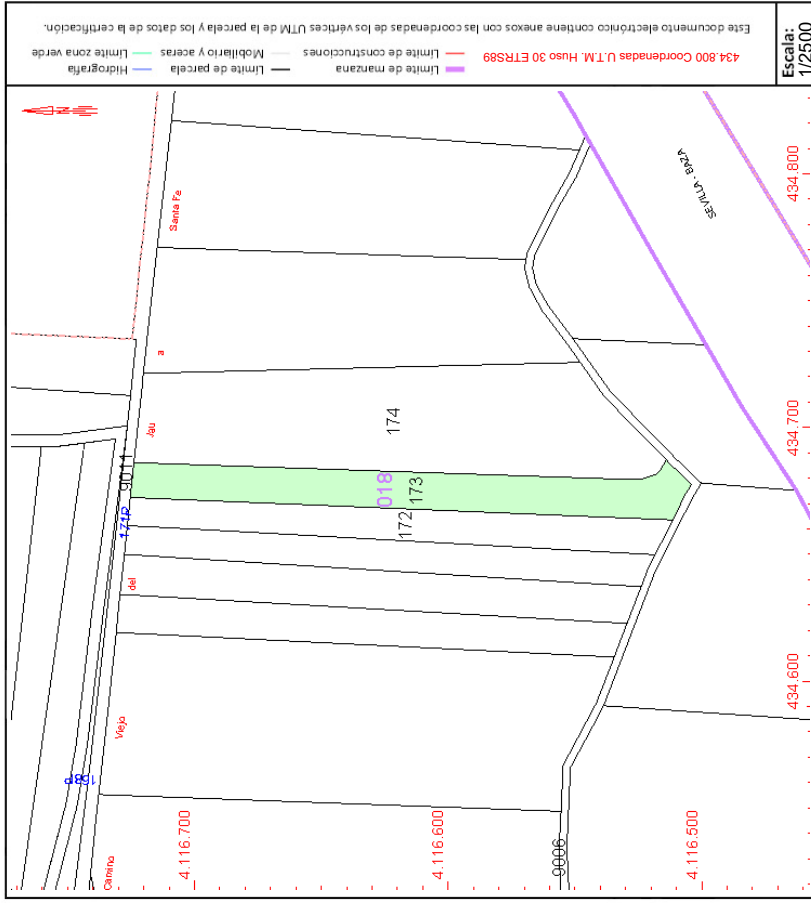 Este documento electrónico contiene anexos con las coordenadas de los vértices UTM de la parcela y los datos de la certificación.
434.800 Coordenadas U.T.M. Huso 30 ETRS89
Límite de manzana
Límite de construcciones
Límite de parcela
Mobiliario y aceras
Hidrografía
Límite zona verde
Escala:
1/2500
Santa Fe
a
Jau
9011
171P
del
Viejo
Camino
174
018
173
172
SEVILLA - BAZA
434.800
434.700
434.600
4.116.700
4.116.600
4.116.500
9006